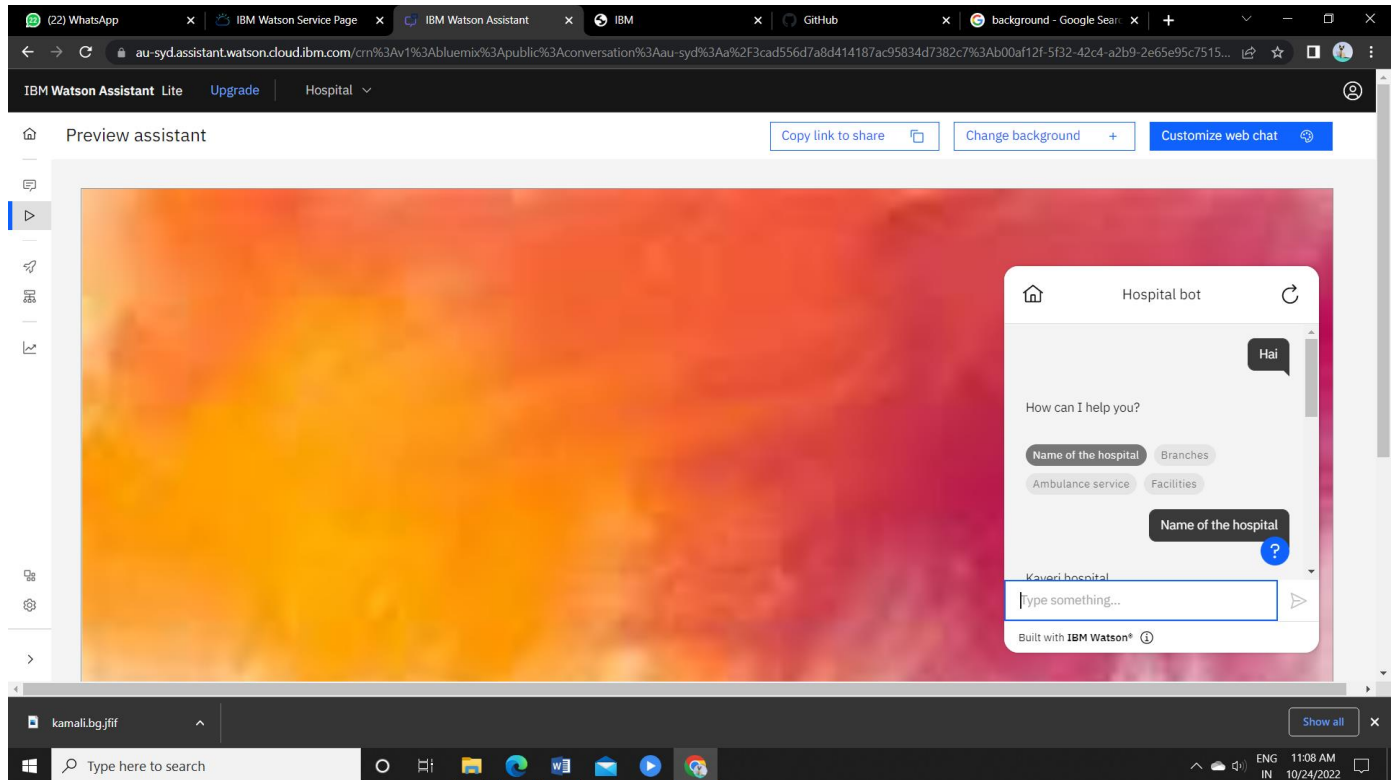 (22) WhatsApp
IBM Watson Service Page
IBM Watson Assistant
IBM
GitHub
background - Google Searc
au-syd.assistant.watson.cloud.ibm.com/crn%3Av1%3Abluemix%3Apublic%3Aconversation%3Aau-syd%3Aa%2F3cad556d7a8d414187ac95834d7382c7%3Ab00af12f-5f32-42c4-a2b9-2e65e95c7515...
IBM Watson Assistant Lite Upgrade Hospital
Preview assistant
Copy link to share
Change background +
Customize web chat
Hospital bot
Hai
How can I help you?
Name of the hospital Branches
Ambulance service Facilities
Name of the hospital
?
Kaveri hospital
Type something...
Built with IBM Watson®
kamali.bg.jfif
Show all
Type here to search
ENG 11:08 AM
IN 10/24/2022